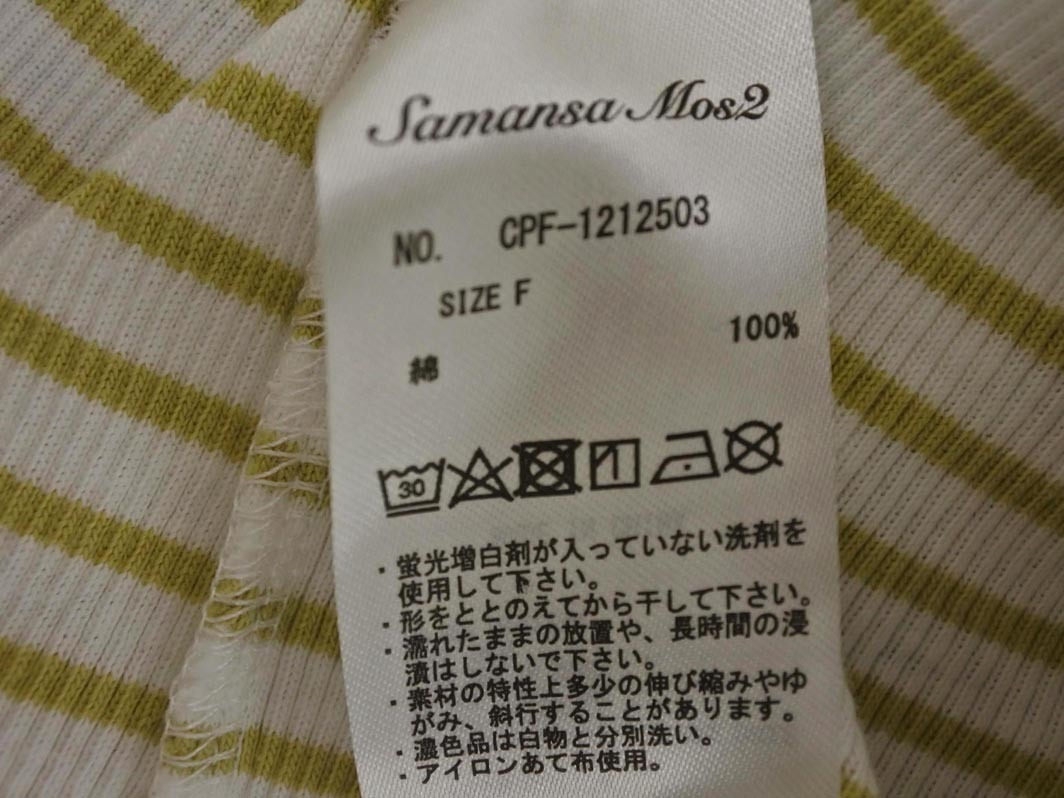 Samansa Mos2
NO. CPF-1212503
SIZE F
綿 100%
30
・蛍光増白剤が入っていない洗剤を
使用して下さい。
・形をととのえてから干して下さい。
・濡れたままの放置や、長時間の浸
漬はしないで下さい。
・素材の特性上多少の伸び縮みやゆ
がみ、斜行することがあります。
・濃色品は白物と分別洗い。
・アイロンあて布使用。